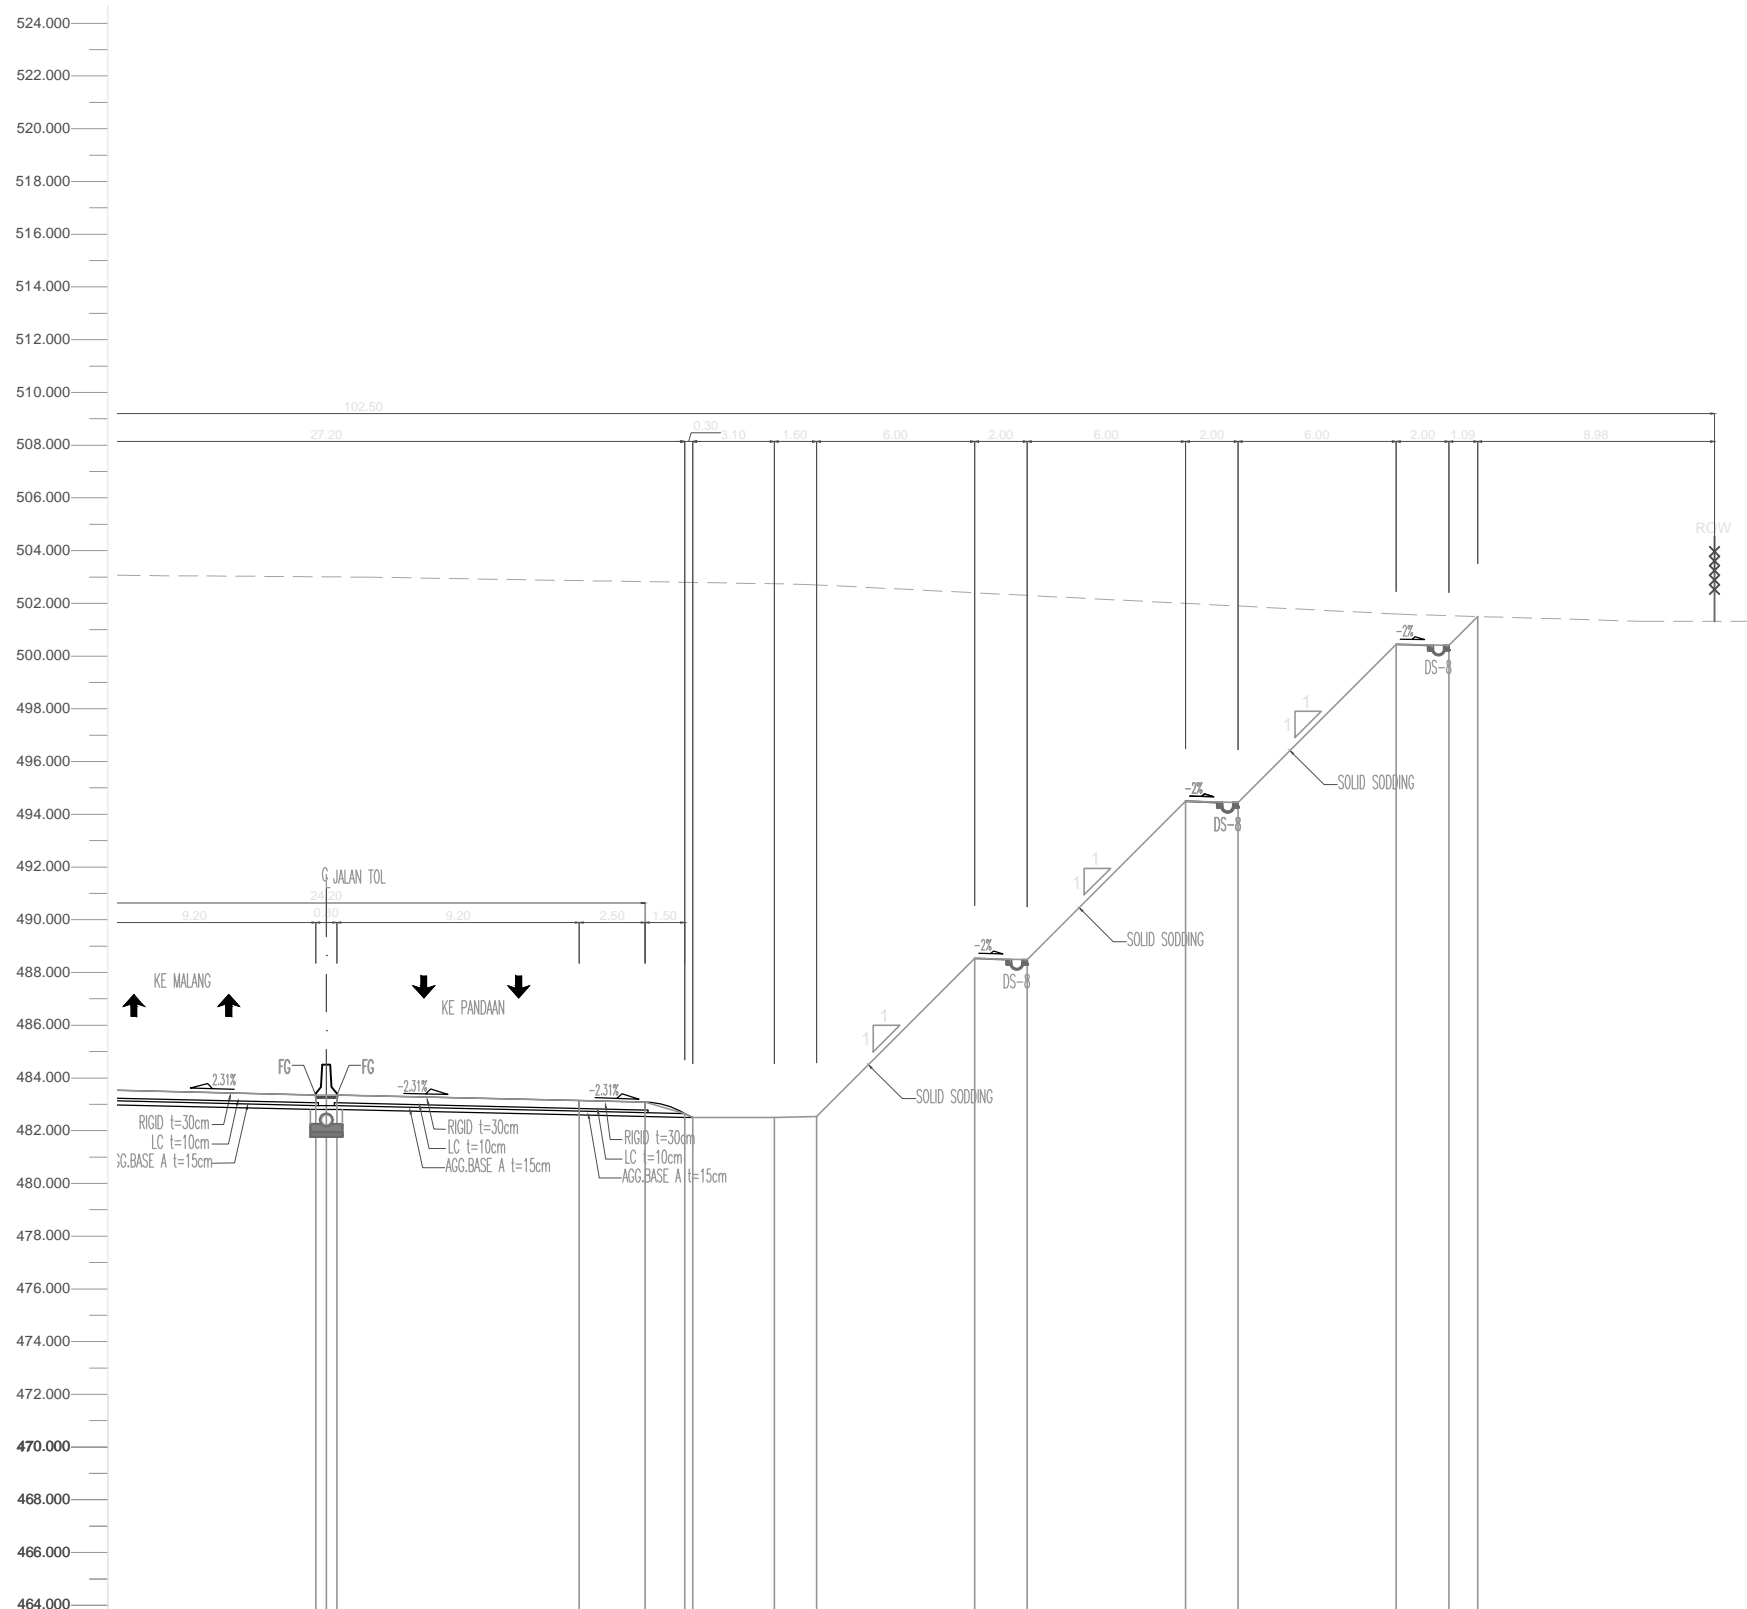 524.000
522.000
520.000
518.000
516.000
514.000
512.000
510.000
102.50
0.30
27.20 3.10 1.60 6.00 2.00 6.00 2.00 6.00 2.00 1.09 8.98
508.000
506.000
ROW
504.000
502.000
-2%
500.000
DS-8
498.000
1
1
496.000
SOLID SODDING
-2%
494.000
DS-8
492.000
1
1
℄ JALAN TOL
24.20
490.000
9.20 0.80 9.20 2.50 1.50
SOLID SODDING
-2%
488.000
DS-8
KE MALANG
KE PANDAAN
486.000
1
1
FG FG
484.000
2.31% -2.31% -2.31%
SOLID SODDING
482.000
RIGID t=30cm RIGID t=30cm RIGID t=30cm
LC t=10cm LC t=10cm LC t=10cm
GG.BASE A t=15cm AGG.BASE A t=15cm AGG.BASE A t=15cm
480.000
478.000
476.000
474.000
472.000
470.000
468.000
466.000
464.000